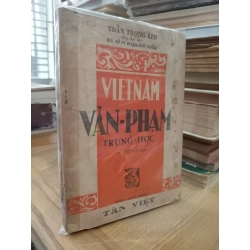 TRẦN TRỌNG KIM
VIETNAM
VĂN-PHẠM
TRUNG-HỌC
TÂN VIỆT